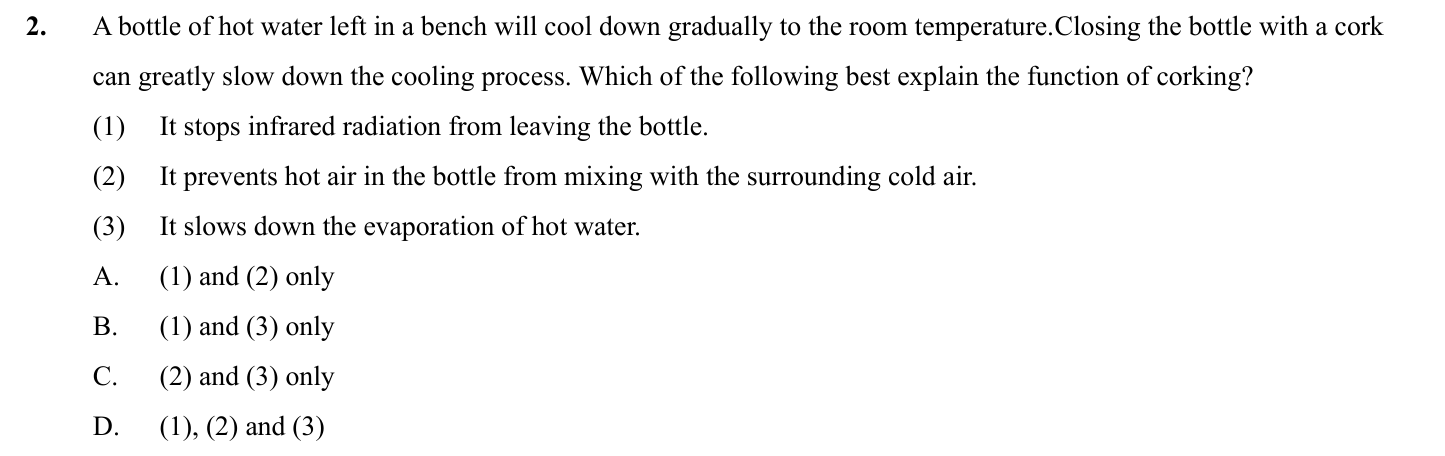 2. A bottle of hot water left in a bench will cool down gradually to the room temperature.Closing the bottle with a cork
can greatly slow down the cooling process. Which of the following best explain the function of corking?
(1) It stops infrared radiation from leaving the bottle.
(2) It prevents hot air in the bottle from mixing with the surrounding cold air.
(3) It slows down the evaporation of hot water.
A. (1) and (2) only
B. (1) and (3) only
C. (2) and (3) only
D. (1), (2) and (3)